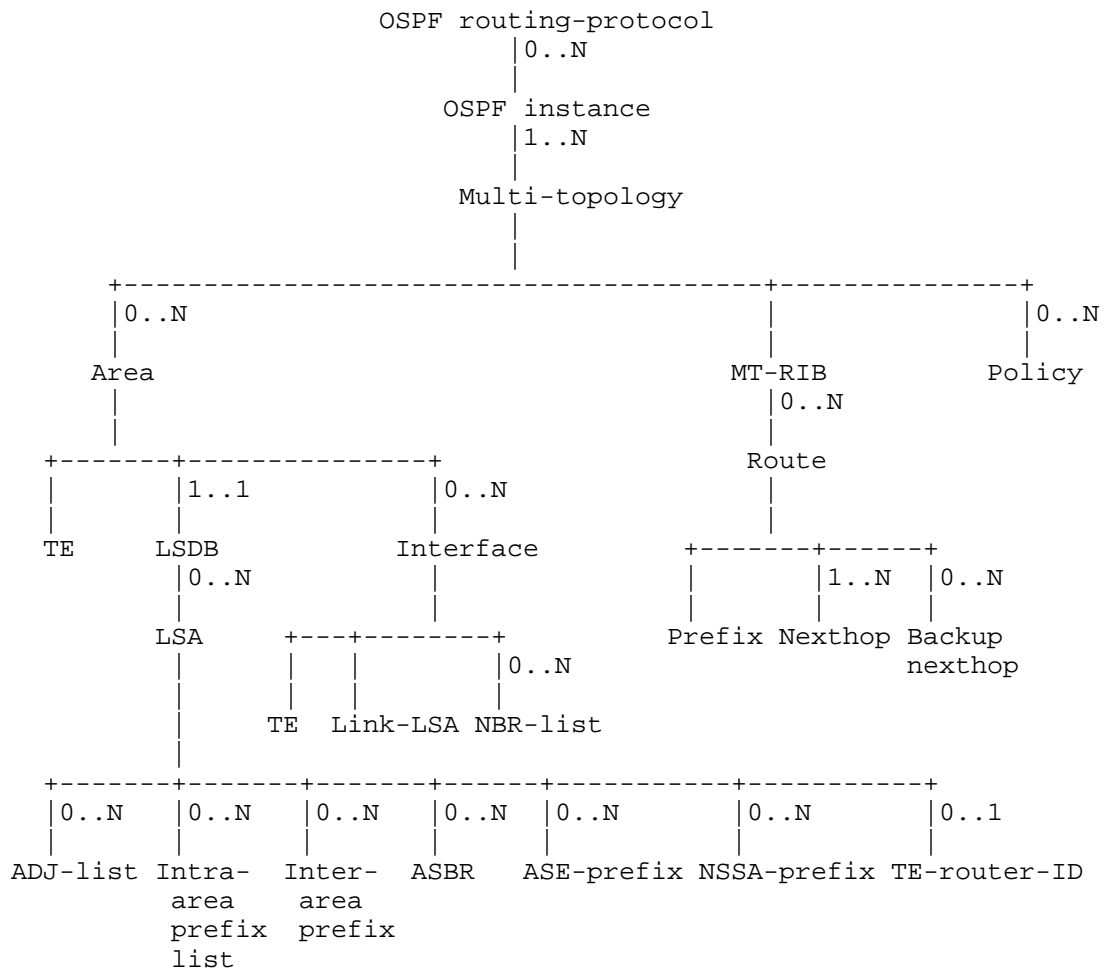 OSPF routing-protocol
0..N
OSPF instance
1..N
Multi-topology
0..N 0..N
Area MT-RIB Policy
0..N
Route
1..1 0..N
TE LSDB Interface
0..N 1..N 0..N
LSA Prefix Nexthop Backup
0..N nexthop
TE Link-LSA NBR-list
0..N 0..N 0..N 0..N 0..N 0..N 0..1
ADJ-list Intra- Inter- ASBR ASE-prefix NSSA-prefix TE-router-ID
area area
prefix prefix
list